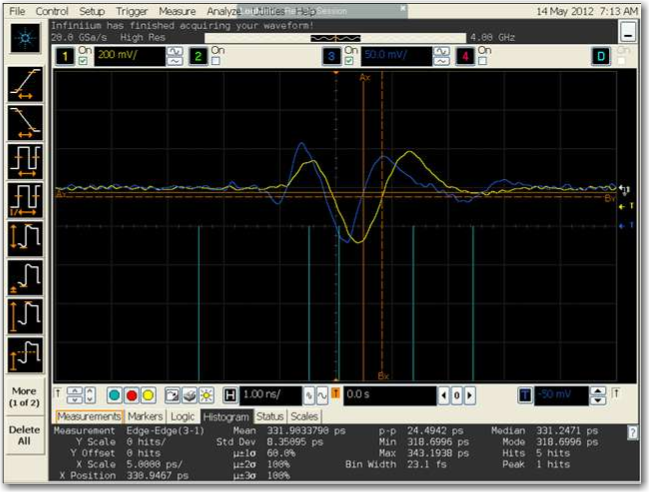 File Control Setup Trigger Measure Analyze Utilities Help 14 May 2012 7:13 AM
Infiniium has finished acquiring your waveform!
20.0 GSa/s High Res 4.00 GHz
1 On 200 mV/ 2 On 3 On 50.0 mV/ 4 On D On
Ax
By
T
T
Bx
More
(1 of 2)
Delete
All
H 1.00 ns/ 0.0 s 0 T -50 mV
Measurements Markers Logic Histogram Status Scales
Measurement Edge-Edge(3-1) Mean 331.9033790 ps p-p 24.4942 ps Median 331.2471 ps
Y Scale 0 hits/ Std Dev 8.35095 ps Min 318.6996 ps Mode 318.6996 ps
Y Offset 0 hits μ±1σ 60.0% Max 343.1938 ps Hits 5 hits
X Scale 5.0000 ps/ μ±2σ 100% Bin Width 23.1 fs Peak 1 hits
X Position 330.9467 ps μ±3σ 100%